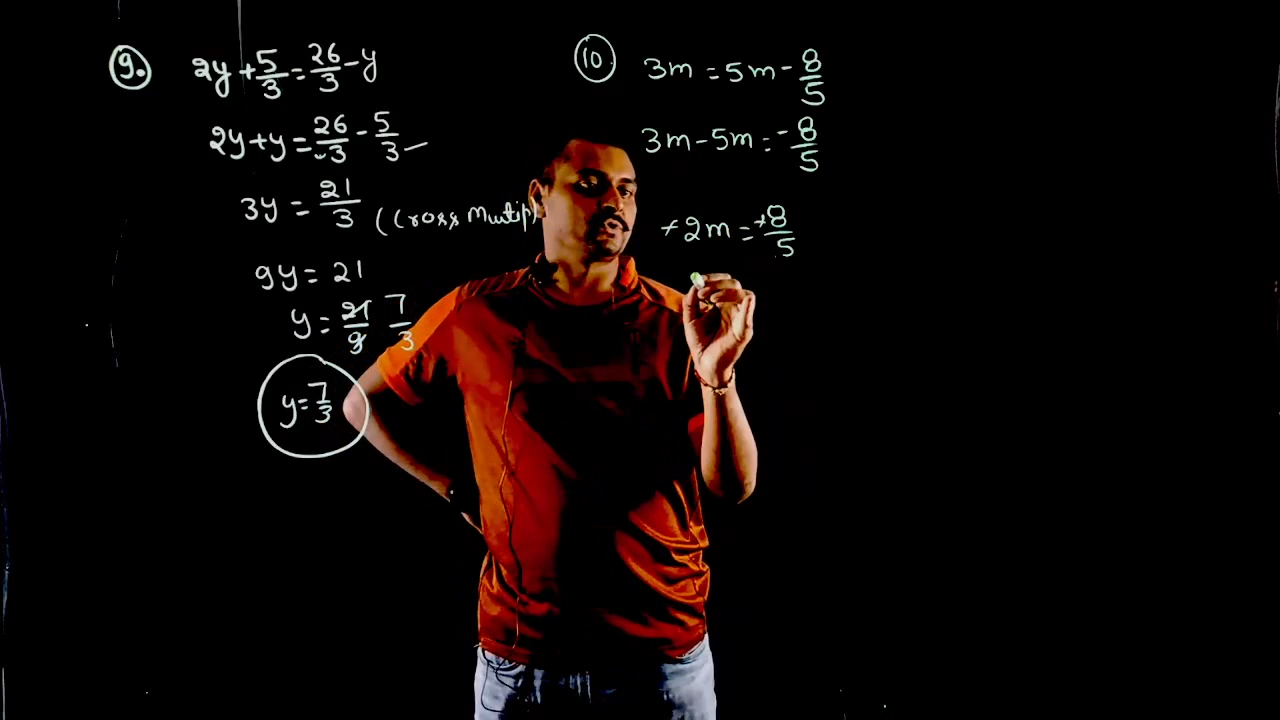 9.
2y + 5/3 = 26/3 - y
2y + y = 26/3 - 5/3 -
3y = 21/3 (Cross Multip
9y = 21
y = 21/9 7/3
y = 7/3
10.
3m = 5m - 8/5
3m - 5m = - 8/5
+2m = +8/5